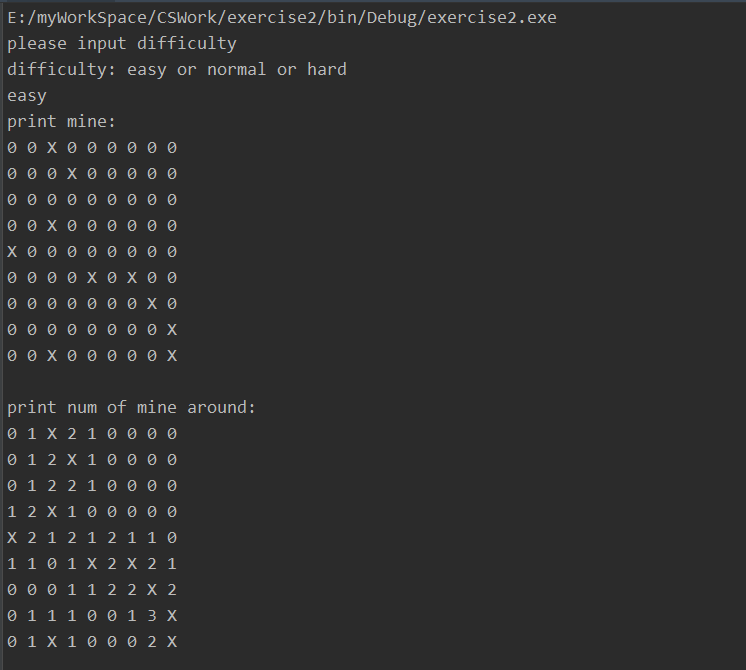 E:/myWorkSpace/CSWork/exercise2/bin/Debug/exercise2.exe
please input difficulty
difficulty: easy or normal or hard
easy
print mine:
0 0 X 0 0 0 0 0 0
0 0 0 X 0 0 0 0 0
0 0 0 0 0 0 0 0 0
0 0 X 0 0 0 0 0 0
X 0 0 0 0 0 0 0 0
0 0 0 0 X 0 X 0 0
0 0 0 0 0 0 0 X 0
0 0 0 0 0 0 0 0 X
0 0 X 0 0 0 0 0 X
print num of mine around:
0 1 X 2 1 0 0 0 0
0 1 2 X 1 0 0 0 0
0 1 2 2 1 0 0 0 0
1 2 X 1 0 0 0 0 0
X 2 1 2 1 2 1 1 0
1 1 0 1 X 2 X 2 1
0 0 0 1 1 2 2 X 2
0 1 1 1 0 0 1 3 X
0 1 X 1 0 0 0 2 X